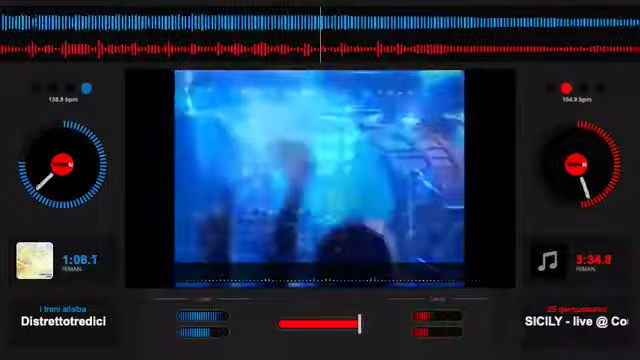 138.9 bpm
104.9 bpm
1:08.1
RIMAN.
3:34.8
RIMAN.
I treni all'alba
Distrettotredici
SICILY - live @ Co